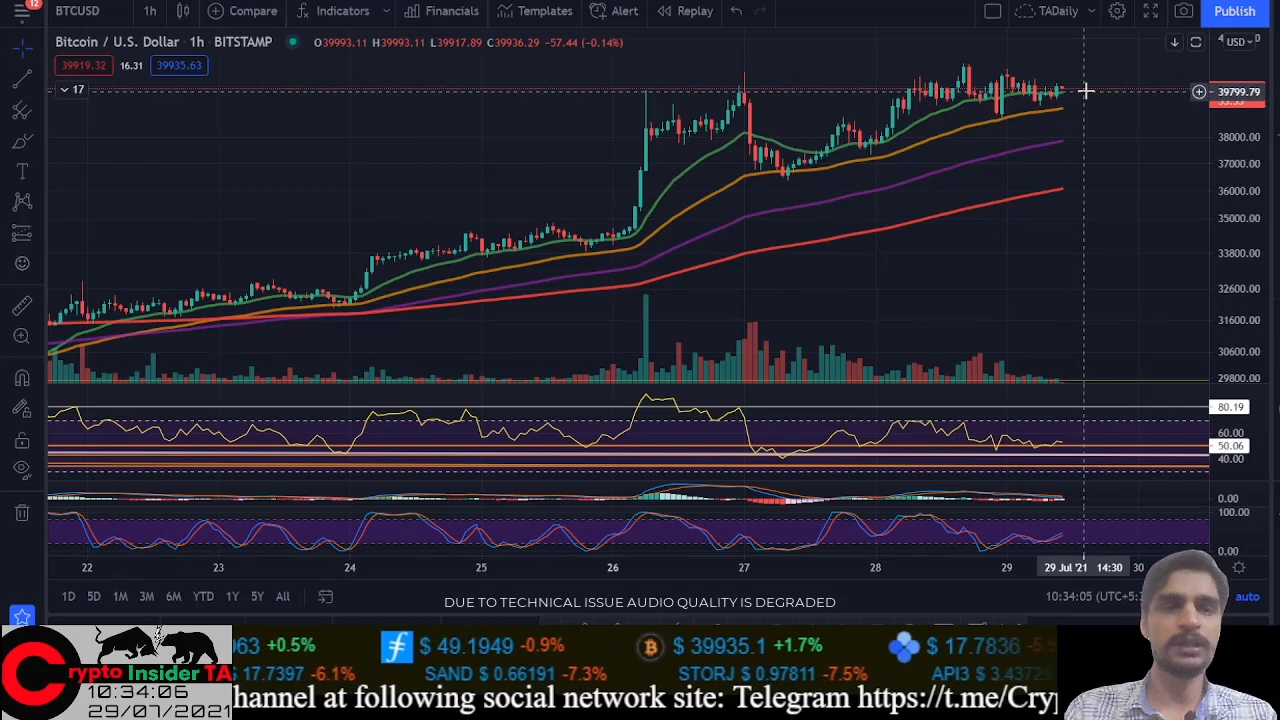 12
BTCUSD 1h Compare Indicators Financials Templates Alert Replay TADaily Publish
Bitcoin / U.S. Dollar · 1h · BITSTAMP O39993.11 H39993.11 L39917.89 C39936.29 −57.44 (−0.14%)
USD
39919.32 16.31 39935.63
17
39799.79
38000.00
37000.00
36000.00
35000.00
33800.00
32600.00
31600.00
30600.00
29800.00
80.19
60.00
50.06
40.00
0.00
100.00
0.00
22 23 24 25 26 27 28 29 29 Jul '21 14:30 30
1D 5D 1M 3M 6M YTD 1Y 5Y All 10:34:05 (UTC+5:3 auto
DUE TO TECHNICAL ISSUE AUDIO QUALITY IS DEGRADED
063 +0.5% $ 49.1949 -0.9% $ 39935.1 +1.7% $ 17.7836
Crypto Insider TA
$ 17.7397 -6.1% SAND $ 0.66191 -7.3% STORJ $ 0.97811 -7.5% API3 $ 3.43726
10:34:06
hannel at following social network site: Telegram https://t.me/Cry
29/07/2021